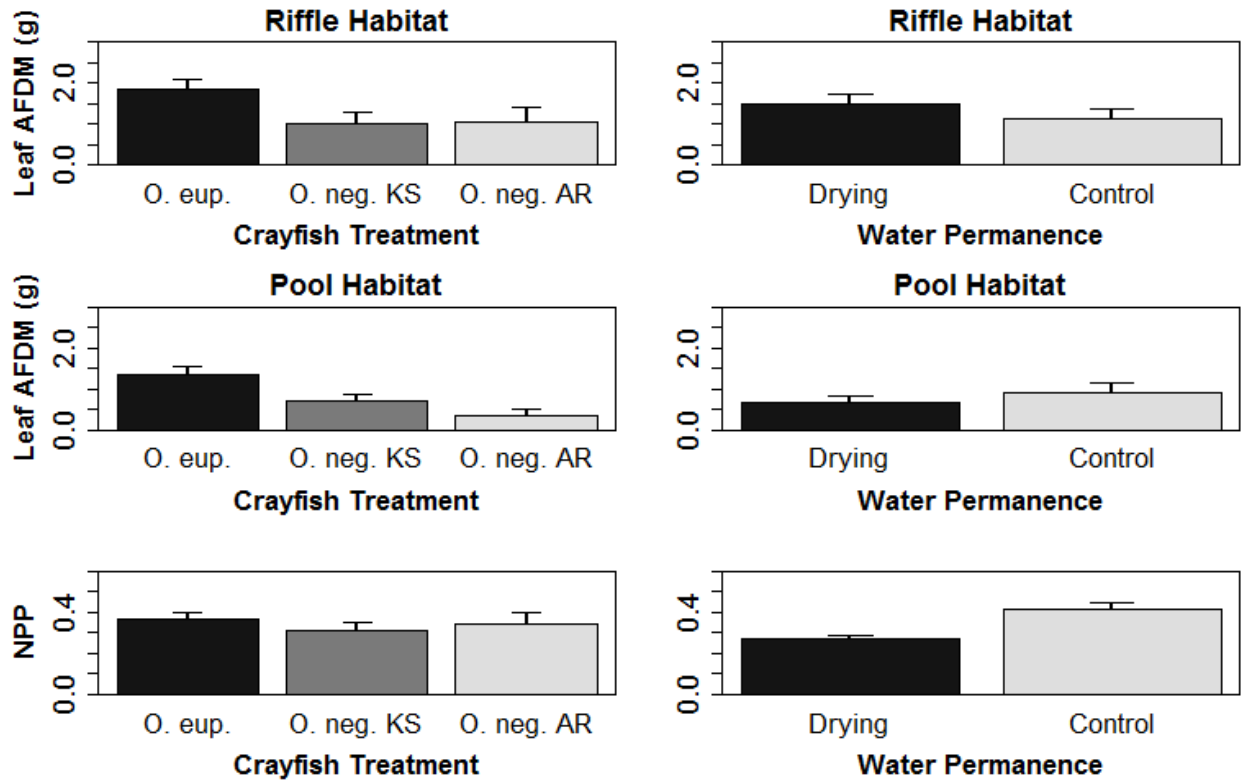 Riffle Habitat
Leaf AFDM (g)
2.0
0.0
O. eup. O. neg. KS O. neg. AR
Crayfish Treatment
Riffle Habitat
2.0
0.0
Drying Control
Water Permanence
Pool Habitat
Leaf AFDM (g)
2.0
0.0
O. eup. O. neg. KS O. neg. AR
Crayfish Treatment
Pool Habitat
2.0
0.0
Drying Control
Water Permanence
NPP
0.4
0.0
O. eup. O. neg. KS O. neg. AR
Crayfish Treatment
0.4
0.0
Drying Control
Water Permanence